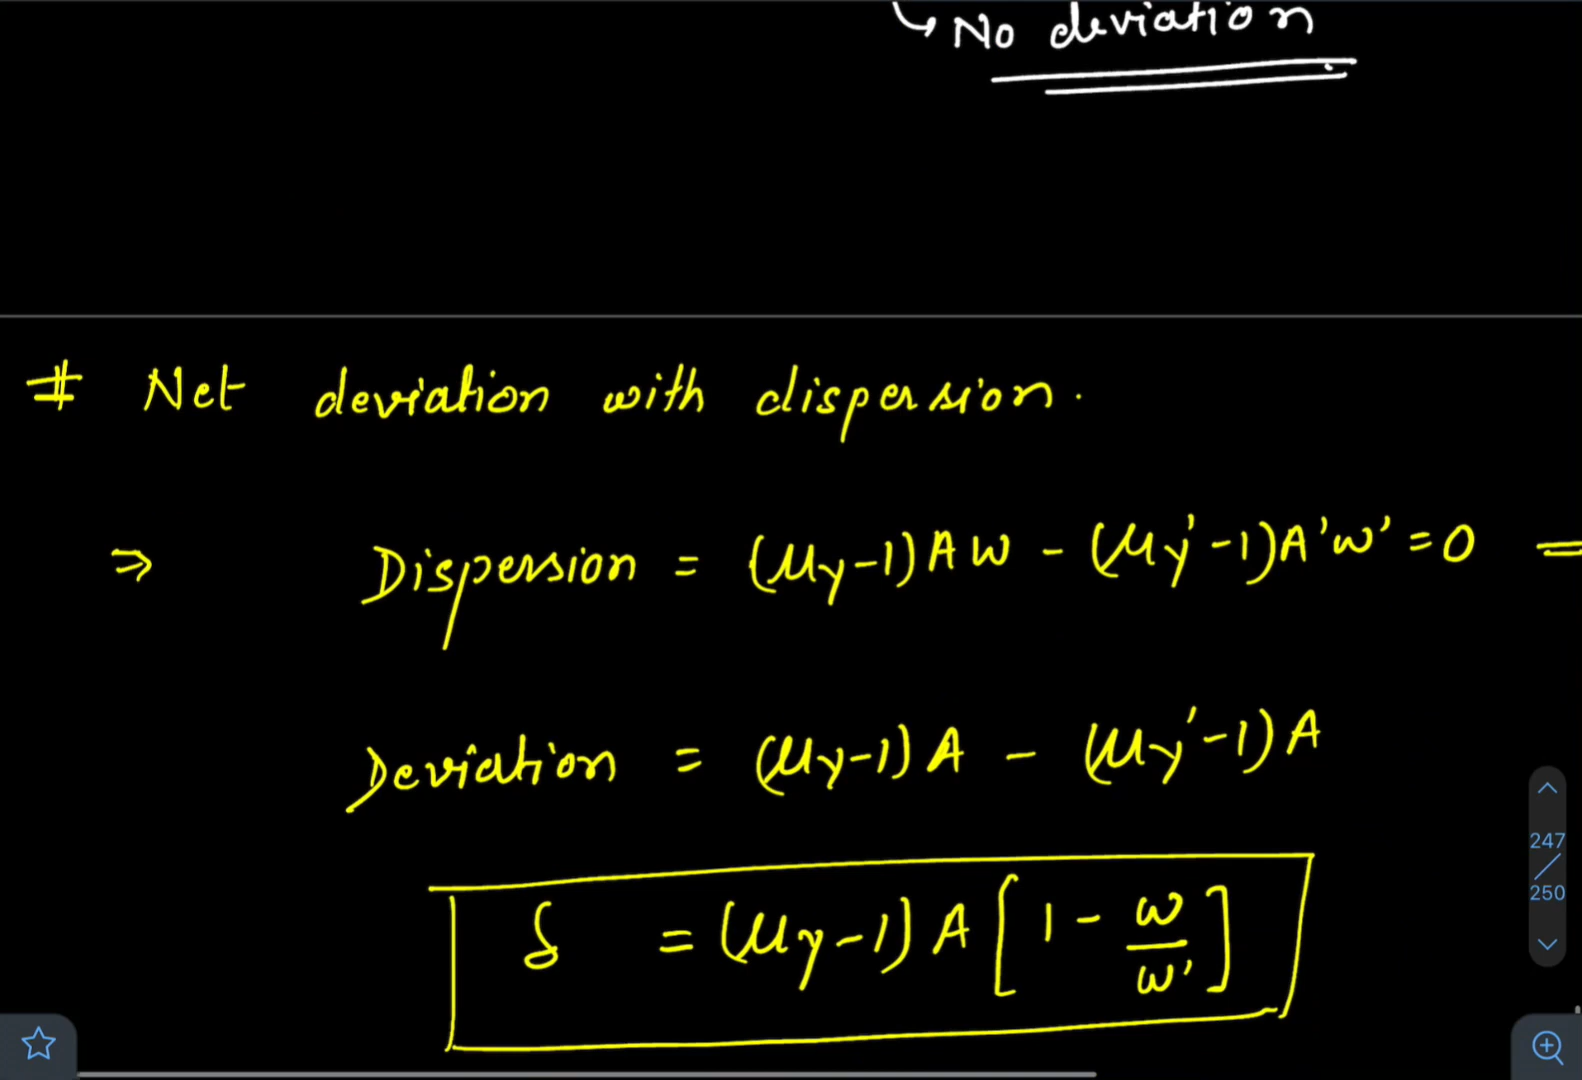 ↳ No deviation
# Net deviation with dispersion.
⇒ Dispersion = (μy-1)Aω - (μy'-1)A'ω' = 0 =
Deviation = (μy-1)A - (μy'-1)A
δ = (μy-1)A[1 - ω/ω']
247
/
250